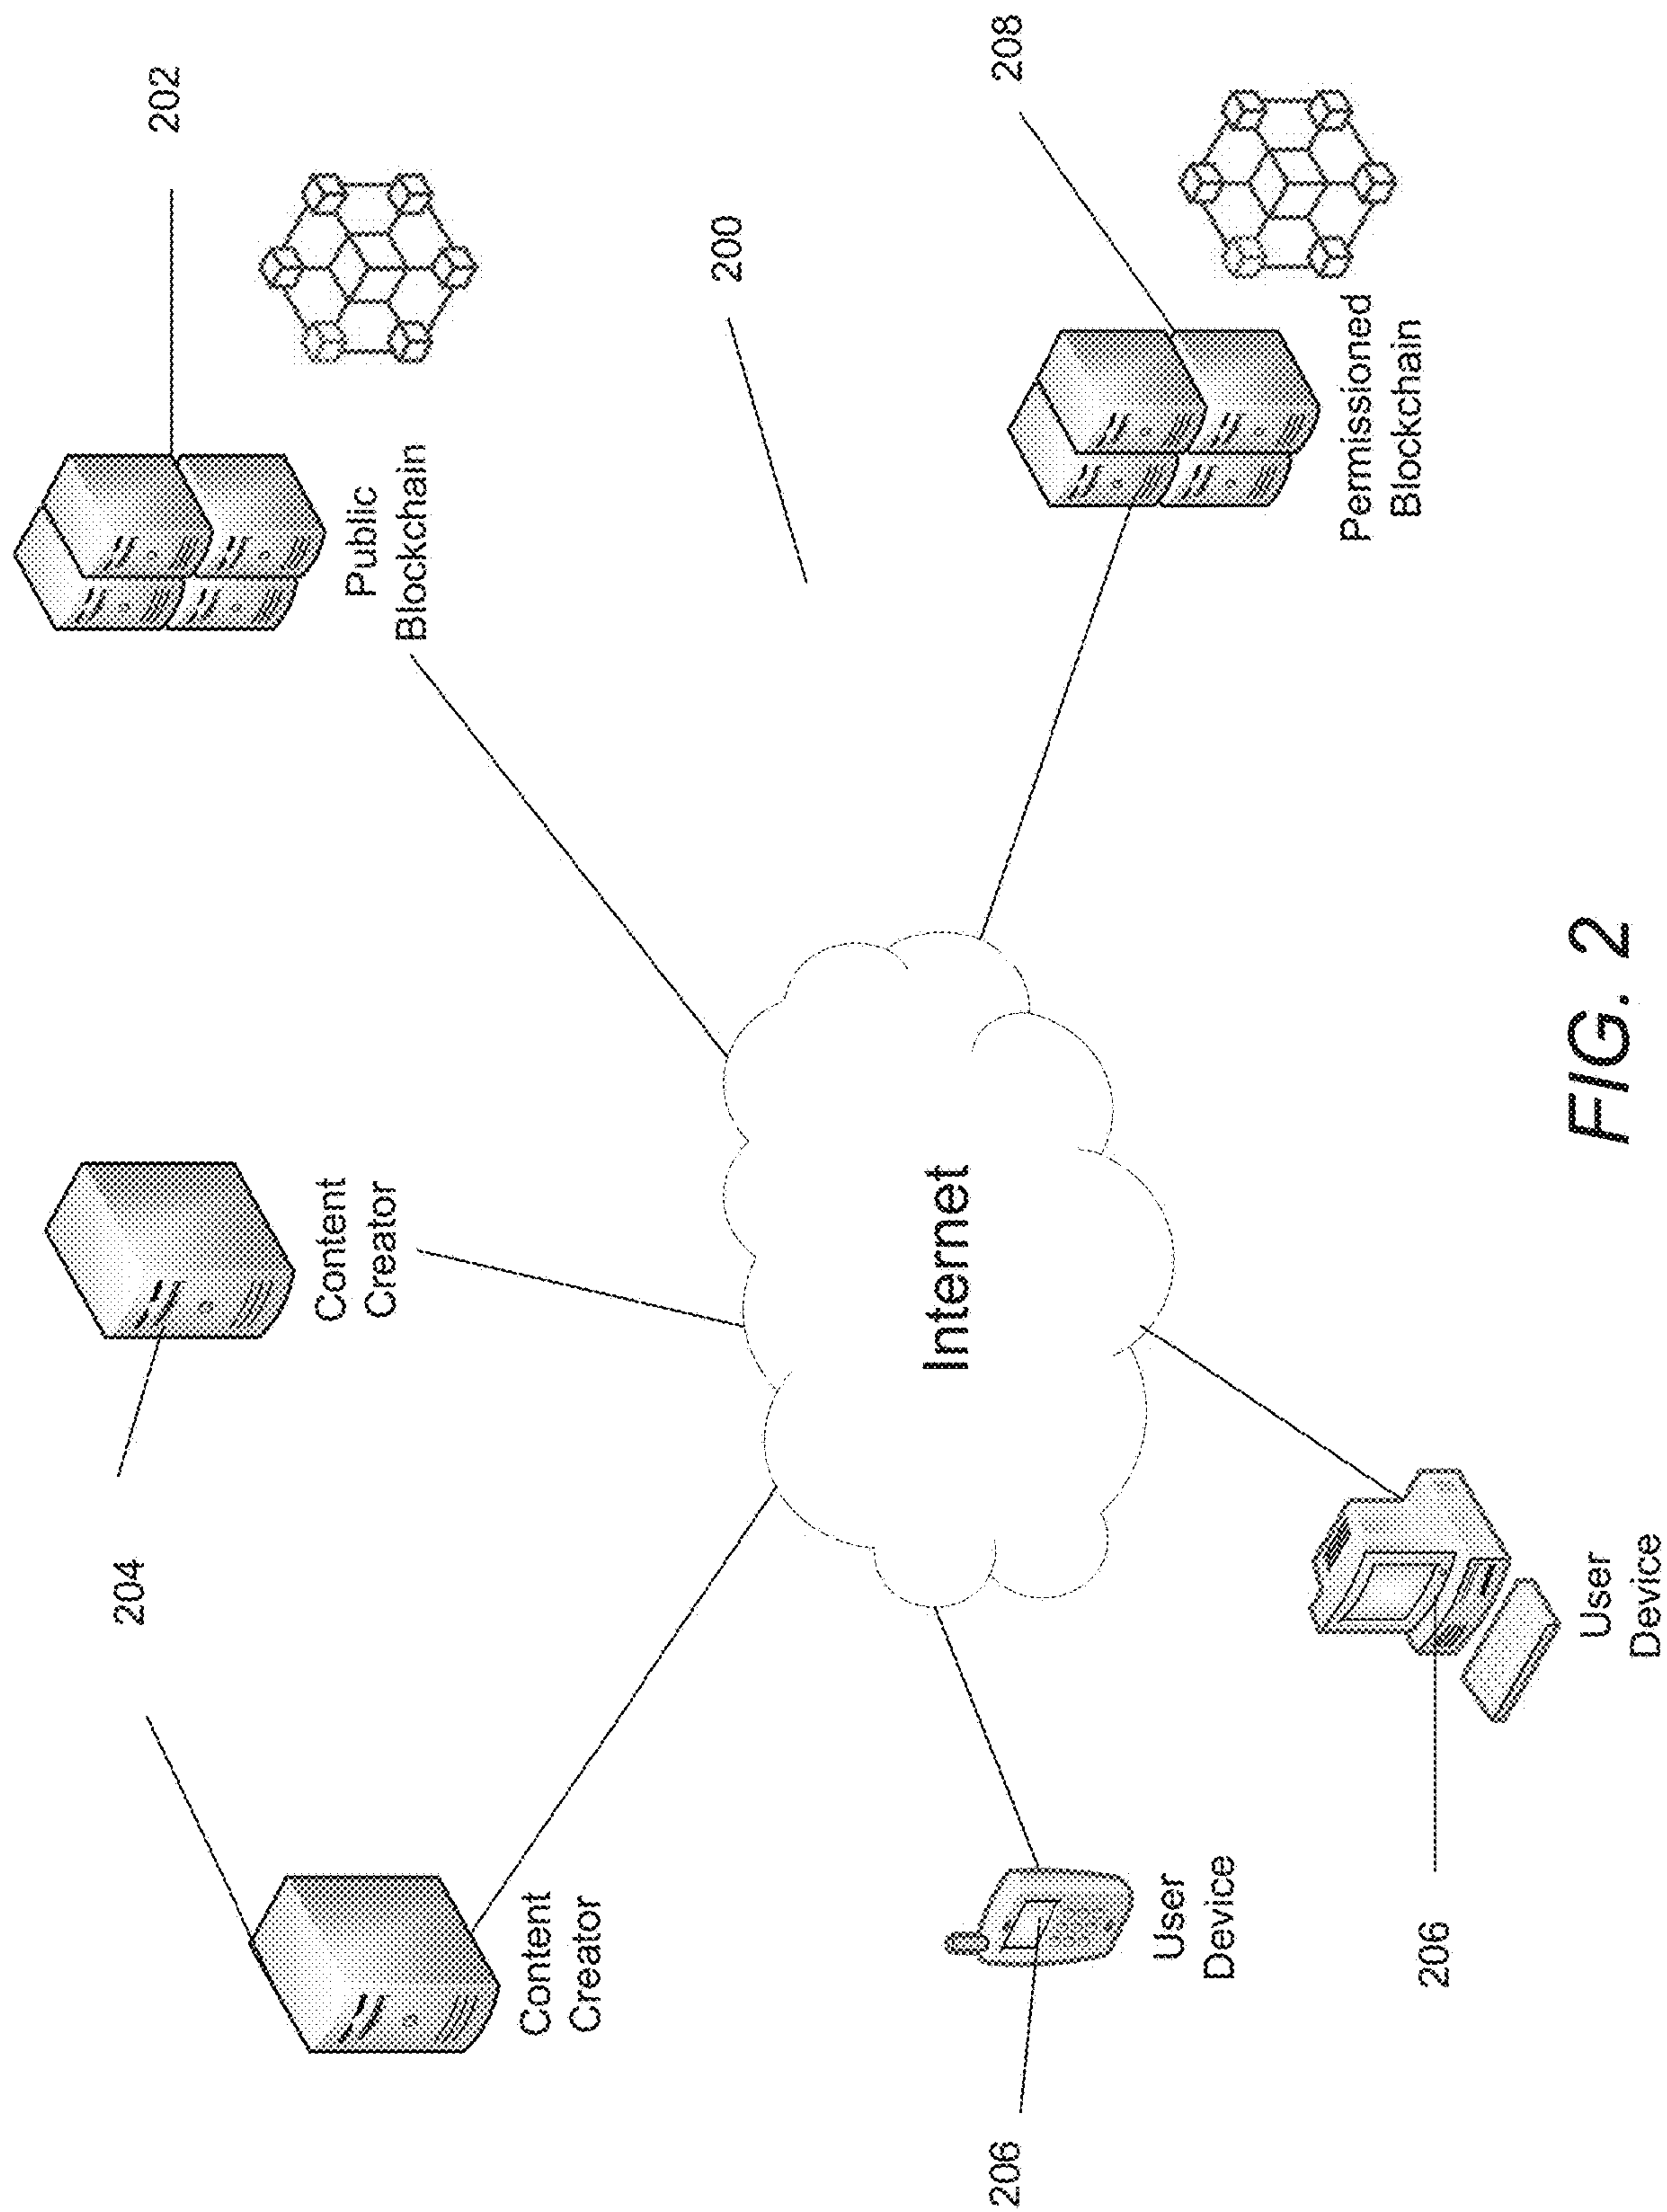 204
202
Content
Creator
Public
Blockchain
Content
Creator
200
Internet
206
208
User
Device
Permissioned
Blockchain
206
User
Device
FIG. 2